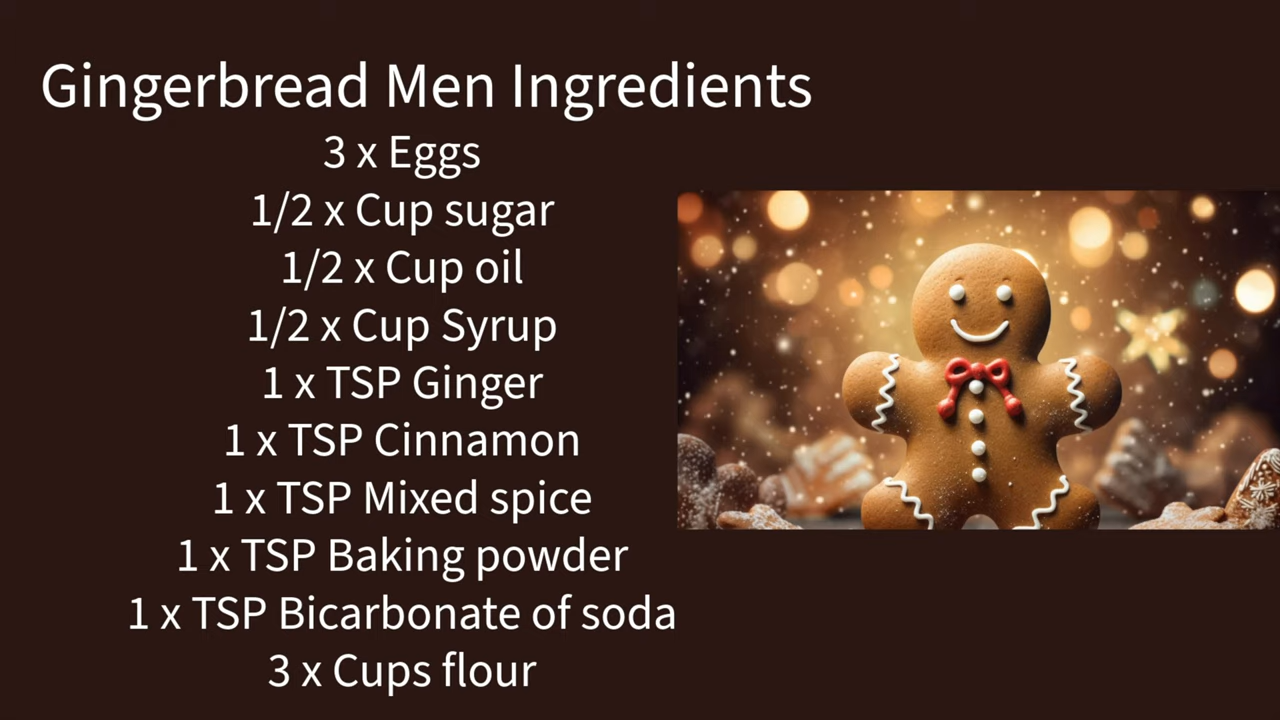 Gingerbread Men Ingredients
3 x Eggs
1/2 x Cup sugar
1/2 x Cup oil
1/2 x Cup Syrup
1 x TSP Ginger
1 x TSP Cinnamon
1 x TSP Mixed spice
1 x TSP Baking powder
1 x TSP Bicarbonate of soda
3 x Cups flour